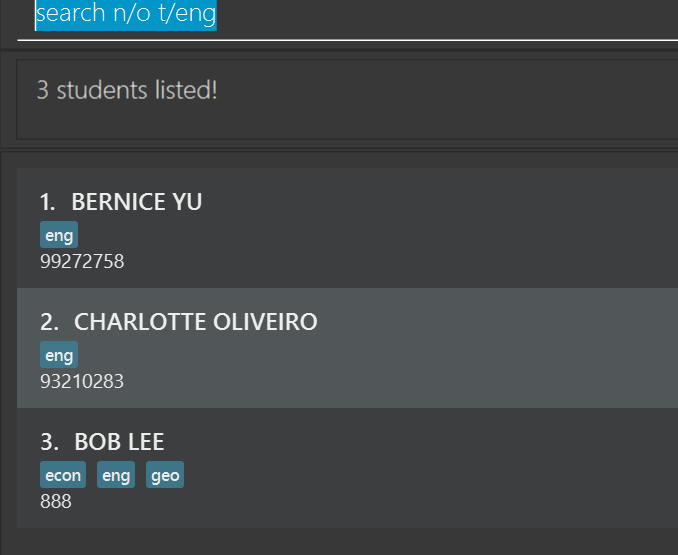 search n/o t/eng
3 students listed!
1. BERNICE YU
eng
99272758
2. CHARLOTTE OLIVEIRO
eng
93210283
3. BOB LEE
econ eng geo
888